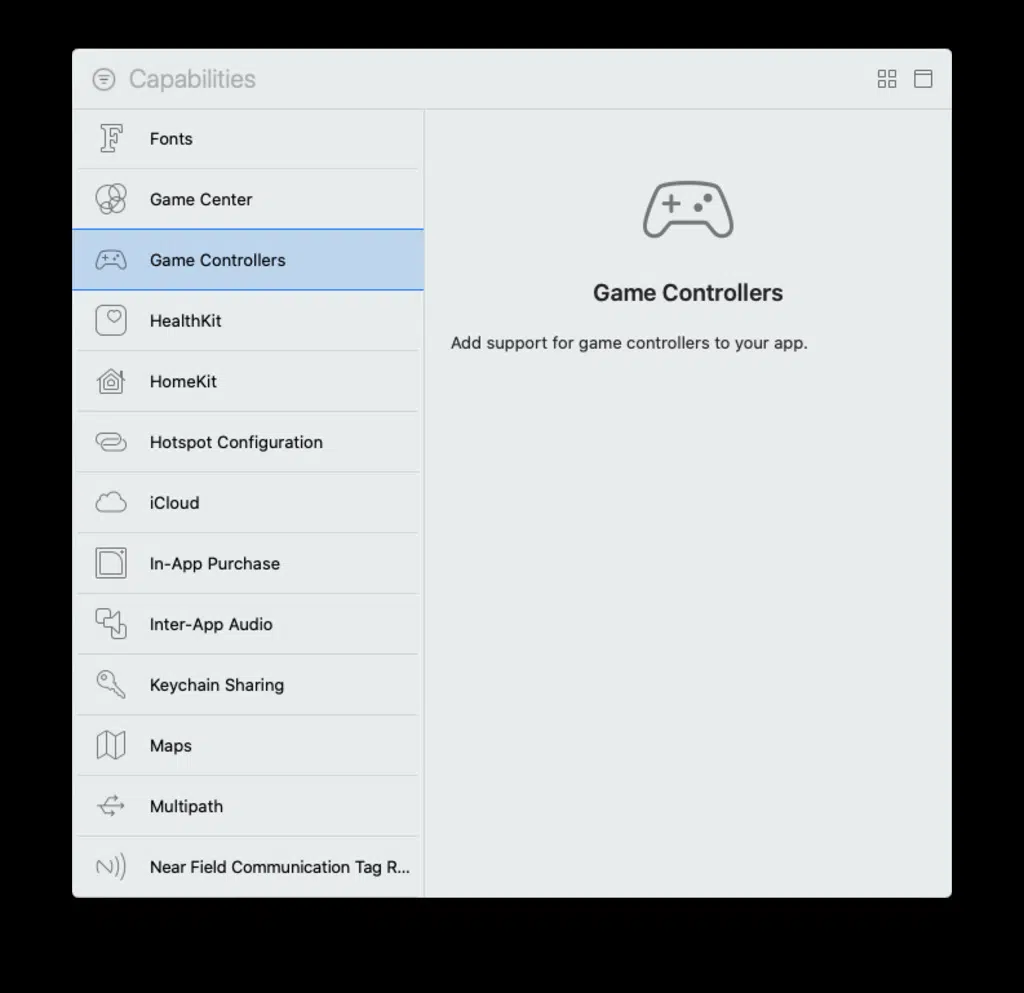 Capabilities
Fonts
Game Center
Game Controllers
HealthKit
HomeKit
Hotspot Configuration
iCloud
In-App Purchase
Inter-App Audio
Keychain Sharing
Maps
Multipath
Near Field Communication Tag R...
Game Controllers
Add support for game controllers to your app.